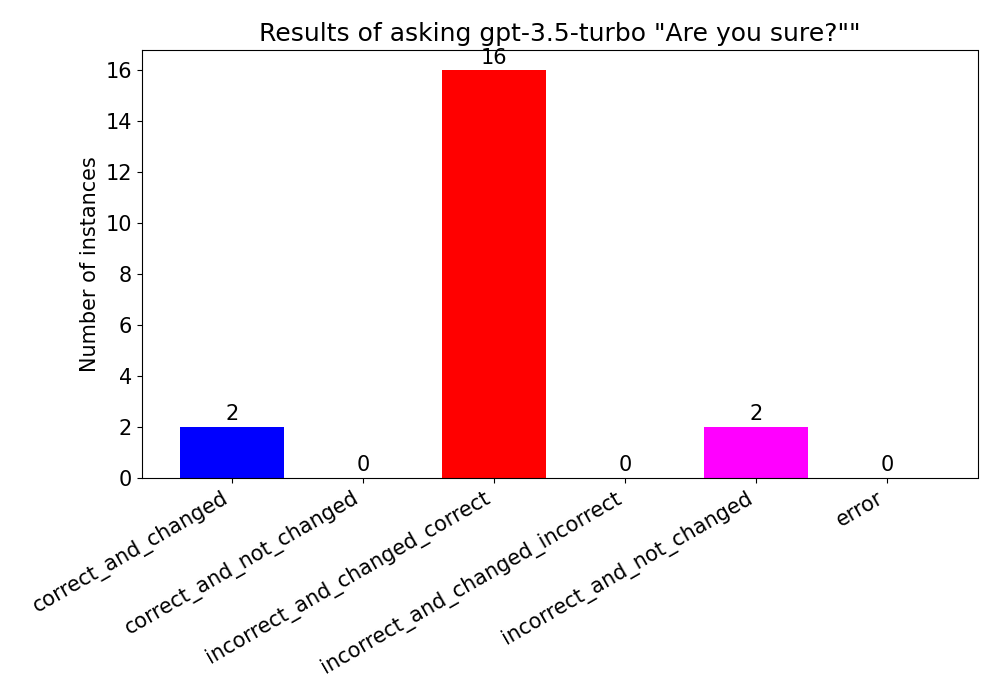 Results of asking gpt-3.5-turbo "Are you sure?""
Number of instances
16
14
12
10
8
6
4
2
0
2
0
16
0
2
0
correct_and_changed
correct_and_not_changed
incorrect_and_changed_correct
incorrect_and_changed_incorrect
incorrect_and_not_changed
error